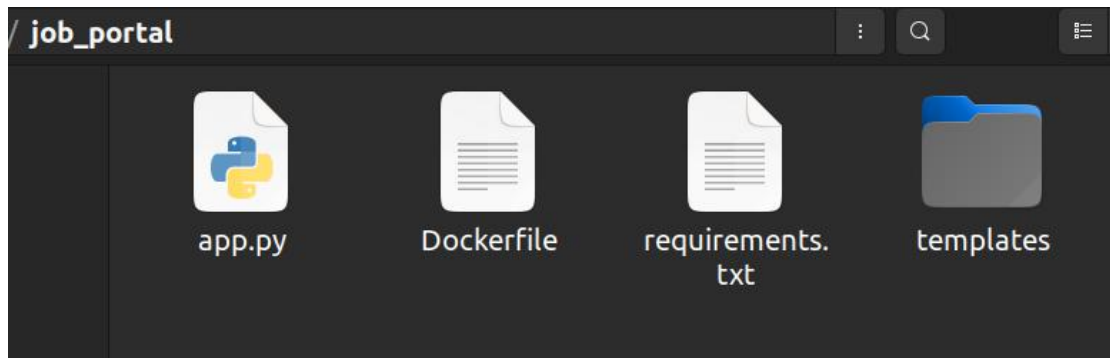 / job_portal
app.py
Dockerfile
requirements.
txt
templates